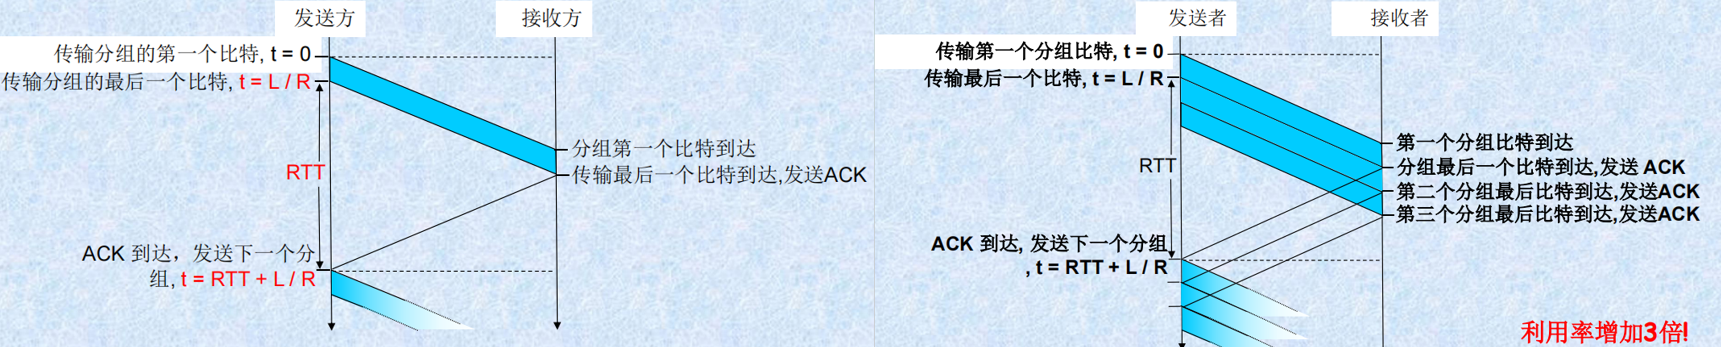 发送方
接收方
传输分组的第一个比特, t = 0
传输分组的最后一个比特, t = L / R
分组第一个比特到达
传输最后一个比特到达,发送ACK
RTT
ACK 到达，发送下一个分
组, t = RTT + L / R
发送者
接收者
传输第一个分组比特, t = 0
传输最后一个比特, t = L / R
第一个分组比特到达
分组最后一个比特到达,发送 ACK
第二个分组最后比特到达,发送ACK
第三个分组最后比特到达,发送ACK
RTT
ACK 到达, 发送下一个分组
, t = RTT + L / R
利用率增加3倍!